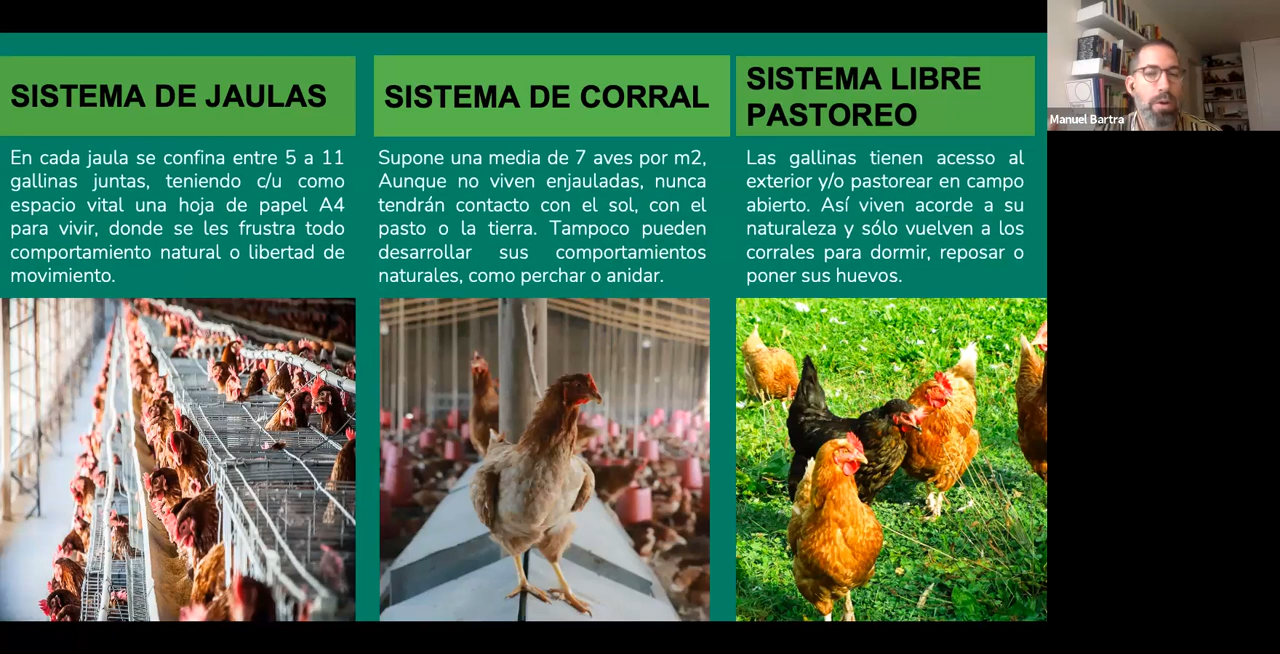 SISTEMA DE JAULAS
En cada jaula se confina entre 5 a 11
gallinas juntas, teniendo c/u como
espacio vital una hoja de papel A4
para vivir, donde se les frustra todo
comportamiento natural o libertad de
movimiento.
SISTEMA DE CORRAL
Supone una media de 7 aves por m2,
Aunque no viven enjauladas, nunca
tendrán contacto con el sol, con el
pasto o la tierra. Tampoco pueden
desarrollar sus comportamientos
naturales, como perchar o anidar.
SISTEMA LIBRE
PASTOREO
Las gallinas tienen acceso al
exterior y/o pastorear en campo
abierto. Así viven acorde a su
naturaleza y sólo vuelven a los
corrales para dormir, reposar o
poner sus huevos.
Manuel Bartra